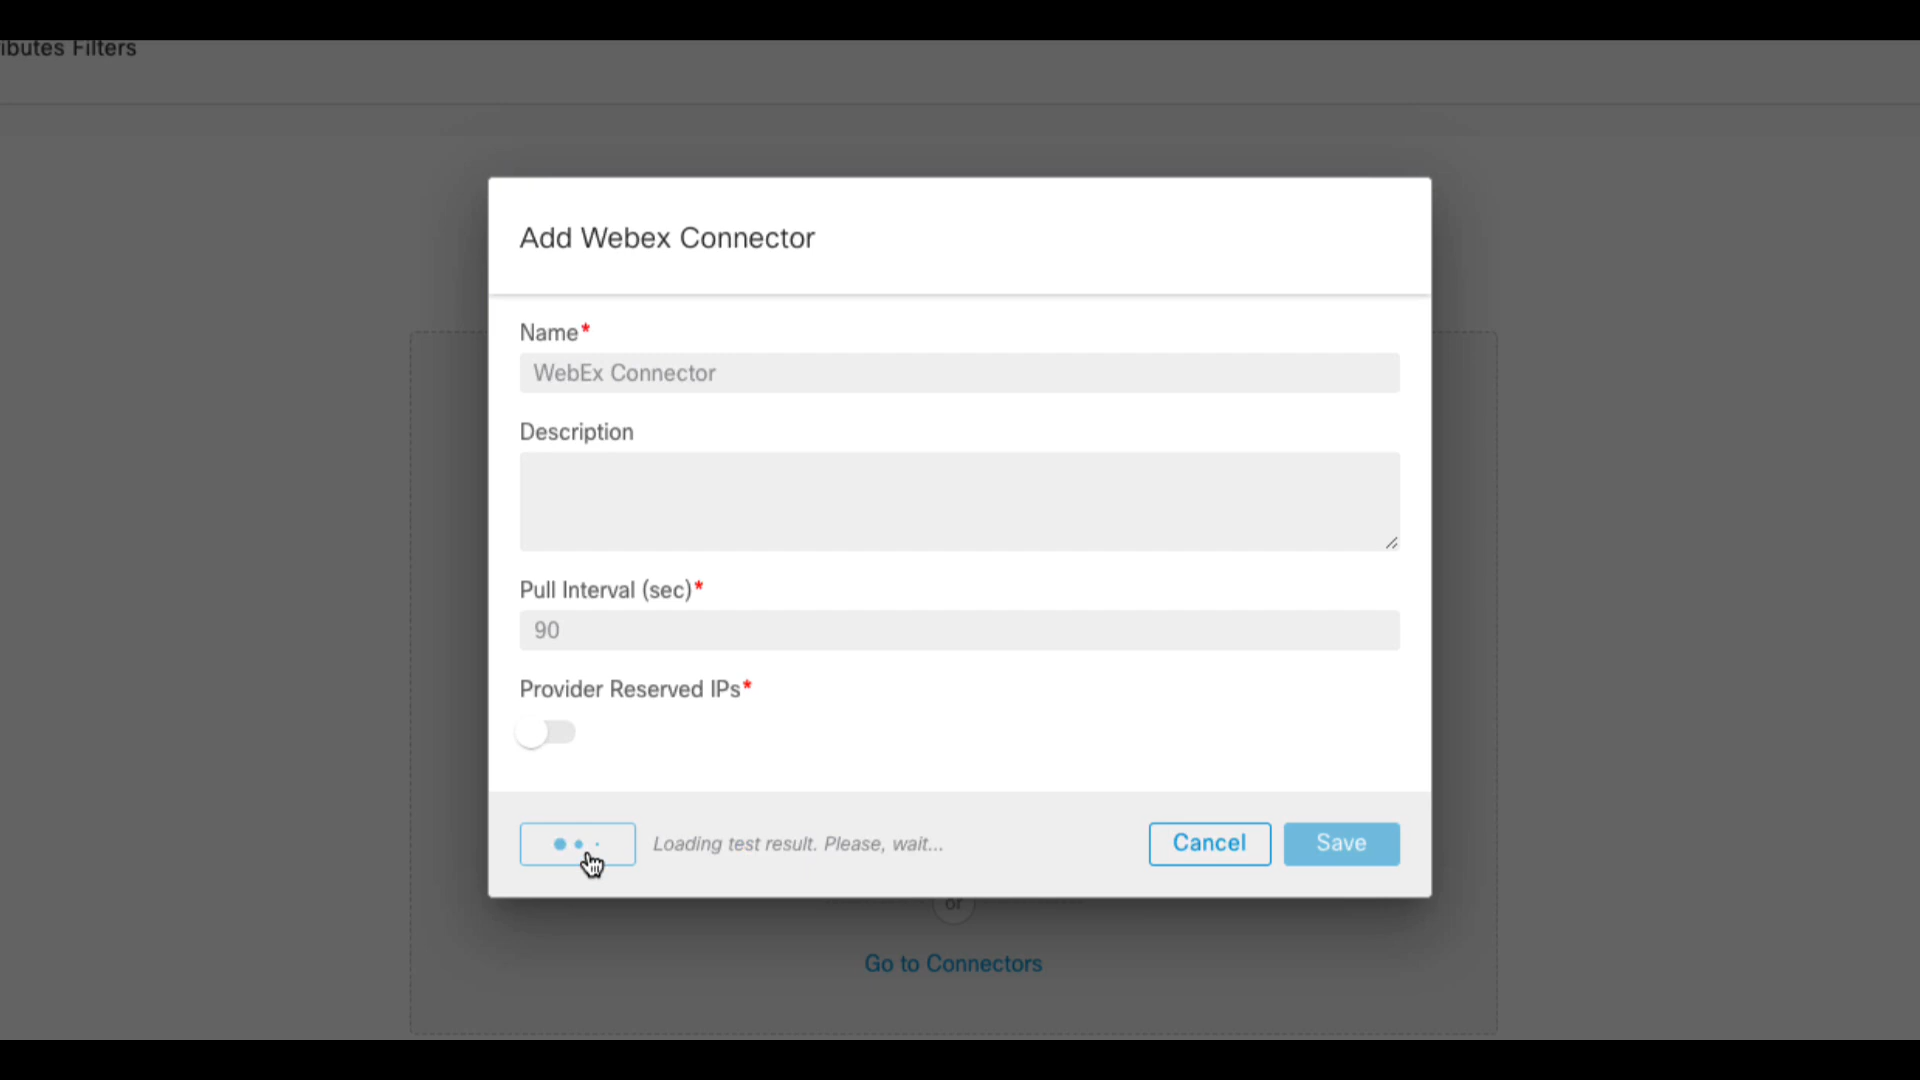 Filters
Add Webex Connector
Name*
WebEx Connector
Description
Pull Interval (sec)*
90
Provider Reserved IPs*
Loading test result. Please, wait...
Cancel
Save
or
Go to Connectors